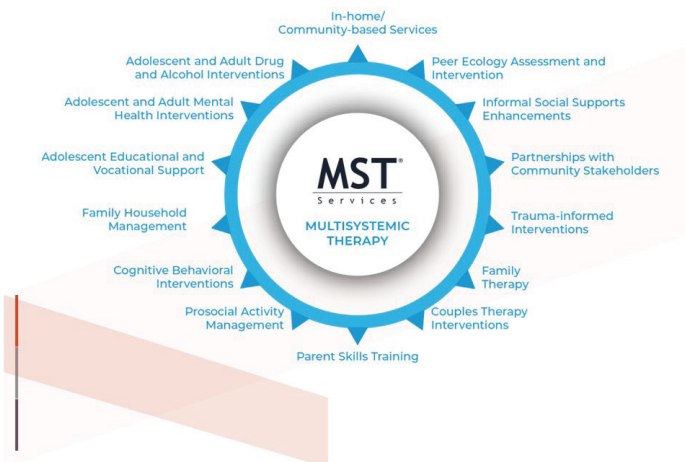 In-home/
Community-based Services
Adolescent and Adult Drug
and Alcohol Interventions
Peer Ecology Assessment and
Intervention
Adolescent and Adult Mental
Health Interventions
Informal Social Supports
Enhancements
Adolescent Educational and
Vocational Support
Partnerships with
Community Stakeholders
Family Household
Management
Trauma-informed
Interventions
Cognitive Behavioral
Interventions
Family
Therapy
Prosocial Activity
Management
Couples Therapy
Interventions
Parent Skills Training
MST®
Services
MULTISYSTEMIC
THERAPY